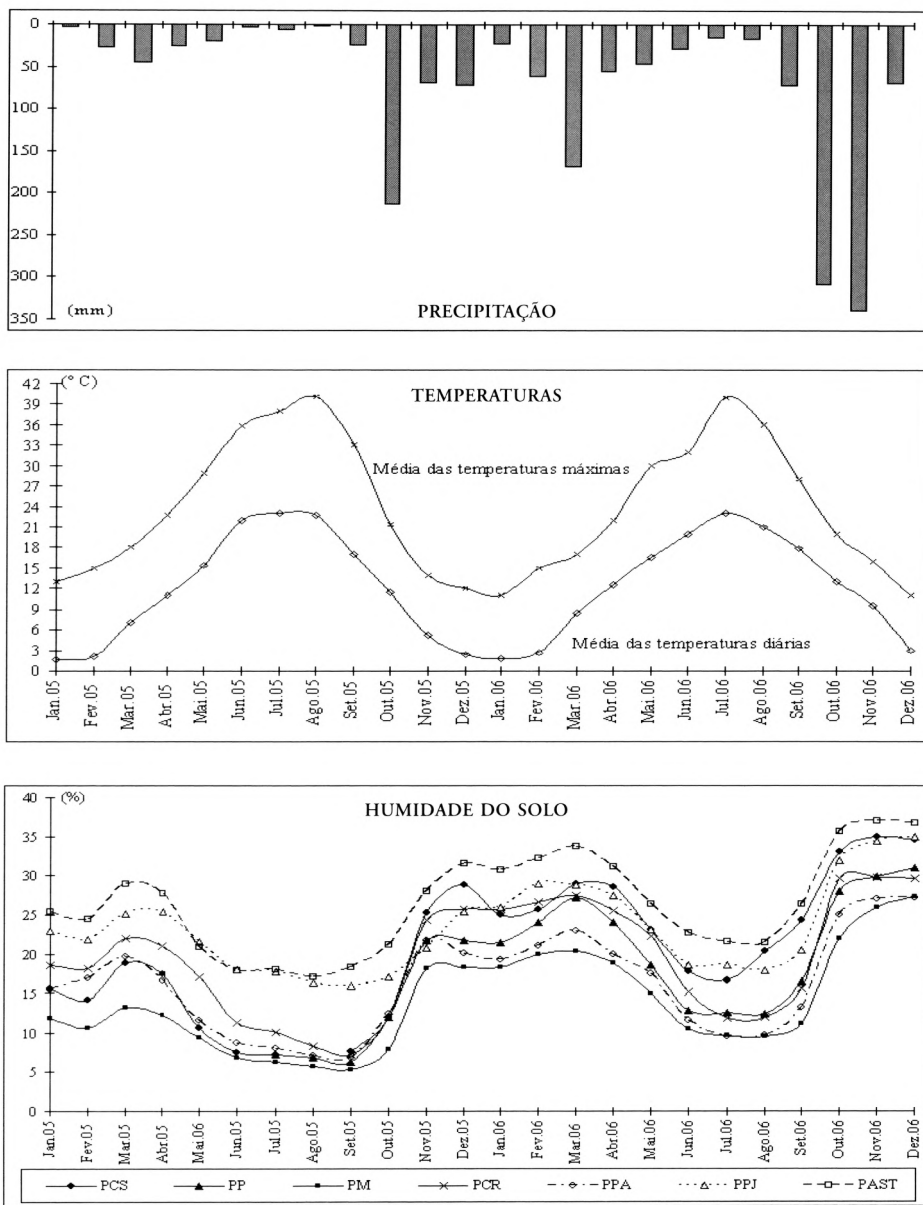 0
50
100
150
200
250
300
350
(mm)
PRECIPITAÇÃO
(° C)
TEMPERATURAS
42
39
36
33
30
27
24
21
18
15
12
9
6
3
0
Média das temperaturas máximas
Média das temperaturas diárias
Jan.05
Fev.05
Mar.05
Abr.05
Mai.05
Jun.05
Jul.05
Ago.05
Set.05
Out.05
Nov.05
Dez.05
Jan.06
Fev.06
Mar.06
Abr.06
Mai.06
Jun.06
Jul.06
Ago.06
Set.06
Out.06
Nov.06
Dez.06
(%)
HUMIDADE DO SOLO
40
35
30
25
20
15
10
5
0
Jan.05
Fev.05
Mar.05
Abr.05
Mai.06
Jun.05
Jul.05
Ago.05
Set.05
Out.05
Nov.05
Dez.05
Jan.06
Fev.06
Mar.06
Abr.06
Mai.06
Jun.06
Jul.06
Ago.06
Set.06
Out.06
Nov.06
Dez.06
PCS PP PM PCR PPA PPJ PAST